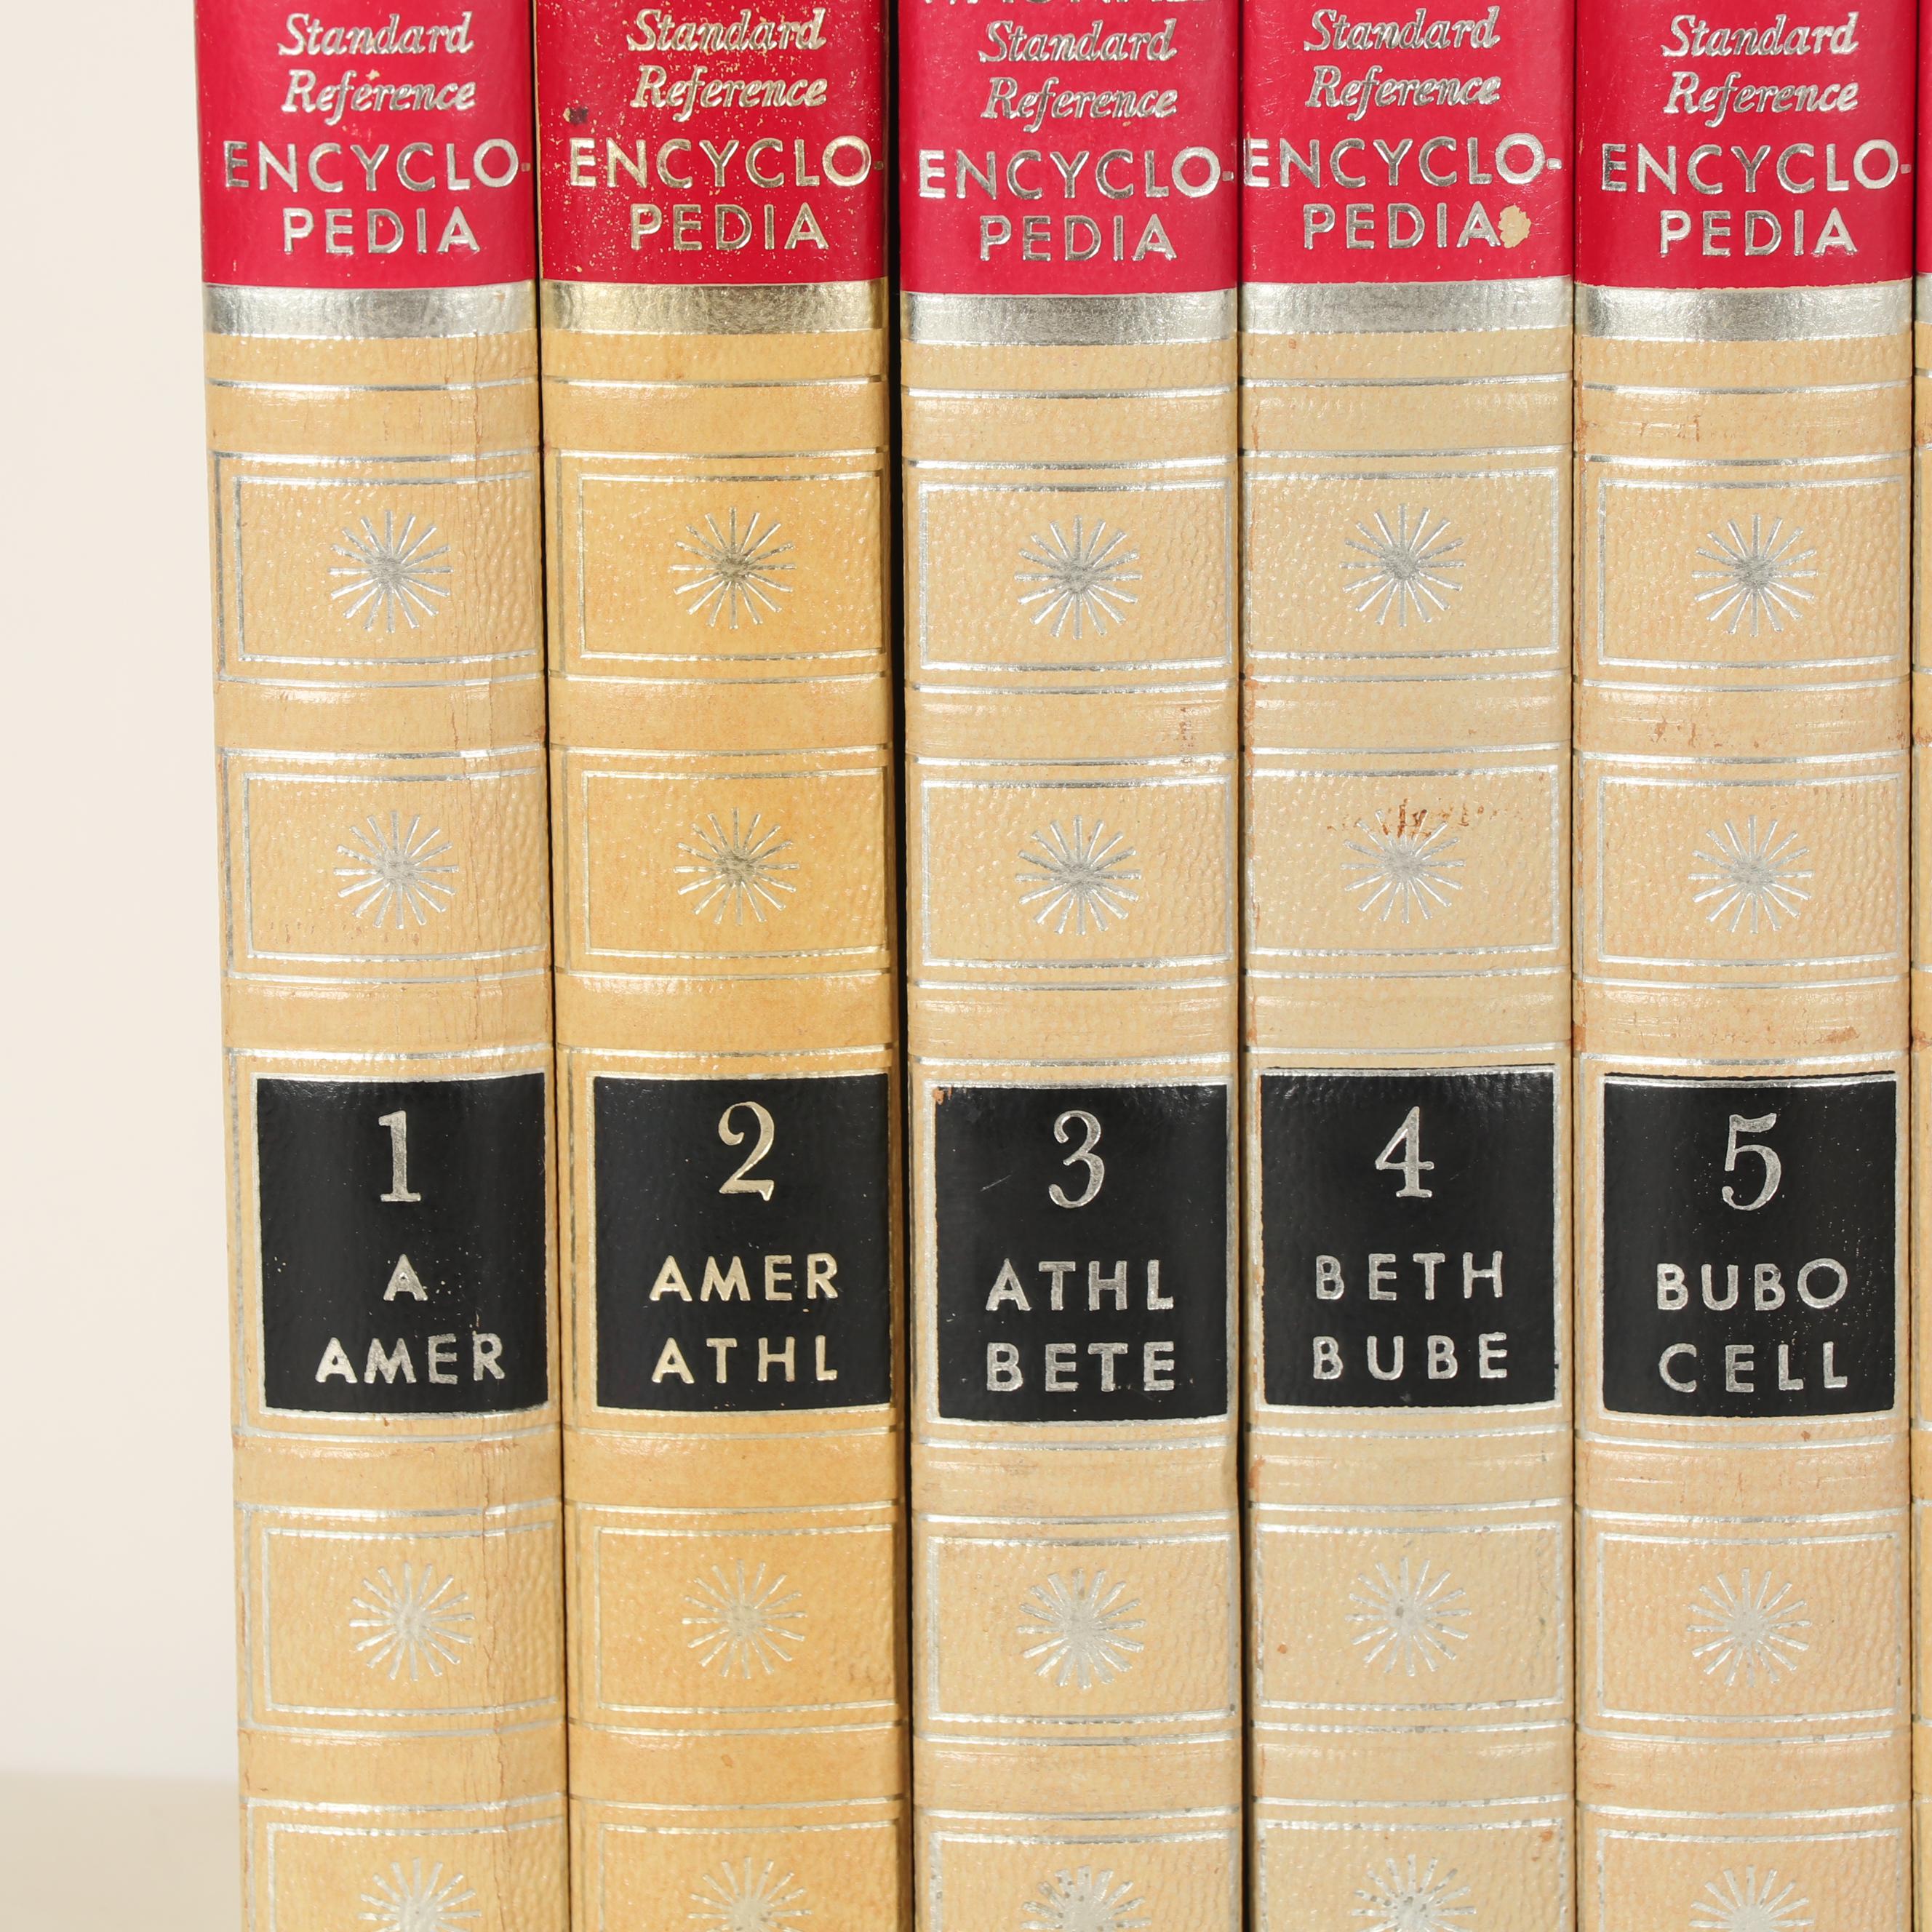 Standard
Reference
ENCYCLO-
PEDIA
1
A
AMER
Standard
Reference
ENCYCLO-
PEDIA
2
AMER
ATHL
Standard
Reference
ENCYCLO-
PEDIA
3
ATHL
BETE
Standard
Reference
ENCYCLO-
PEDIA
4
BETH
BUBE
Standard
Reference
ENCYCLO-
PEDIA
5
BUBO
CELL